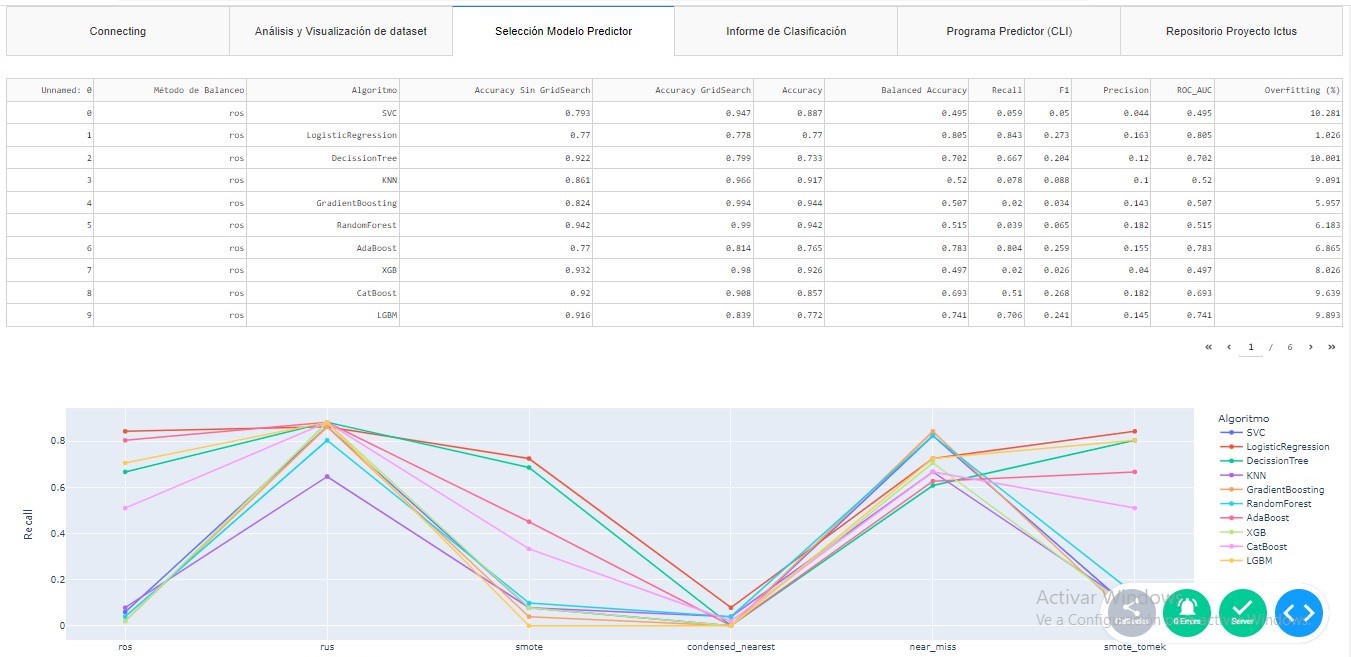 Connecting Análisis y Visualización de dataset Selección Modelo Predictor Informe de Clasificación Programa Predictor (CLI) Repositorio Proyecto Ictus
Unnamed: 0 Método de Balanceo Algoritmo Accuracy Sin GridSearch Accuracy GridSearch Accuracy Balanced Accuracy Recall F1 Precision ROC_AUC Overfitting (%)
0 ros SVC 0.793 0.947 0.887 0.495 0.059 0.05 0.044 0.495 10.281
1 ros LogisticRegression 0.77 0.778 0.77 0.805 0.843 0.273 0.163 0.805 1.026
2 ros DecissionTree 0.922 0.799 0.733 0.702 0.667 0.204 0.12 0.702 10.001
3 ros KNN 0.861 0.966 0.917 0.52 0.078 0.088 0.1 0.52 9.091
4 ros GradientBoosting 0.824 0.994 0.944 0.507 0.02 0.034 0.143 0.507 5.957
5 ros RandomForest 0.942 0.99 0.942 0.515 0.039 0.065 0.182 0.515 6.183
6 ros AdaBoost 0.77 0.814 0.765 0.783 0.804 0.259 0.155 0.783 6.865
7 ros XGB 0.932 0.98 0.926 0.497 0.02 0.026 0.04 0.497 8.026
8 ros CatBoost 0.92 0.908 0.857 0.693 0.51 0.268 0.182 0.693 9.639
9 ros LGBM 0.916 0.839 0.772 0.741 0.706 0.241 0.145 0.741 9.893
« ‹ 1 / 6 › »
Recall
0.8
0.6
0.4
0.2
0
ros rus smote condensed_nearest near_miss smote_tomek
Algoritmo
SVC
LogisticRegression
DecissionTree
KNN
GradientBoosting
RandomForest
AdaBoost
XGB
CatBoost
LGBM
Activar Windows
Ve a Configuración
0 Errors
Server